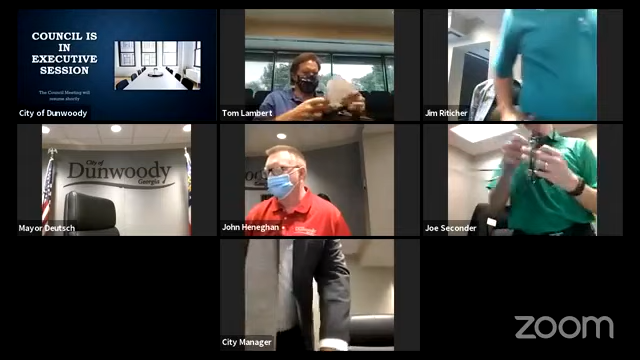 COUNCIL IS
IN
EXECUTIVE
SESSION
The Council Meeting will
resume shortly
City of Dunwoody
Tom Lambert
Jim Riticher
City of
Dunwoody
Georgia
Mayor Deutsch
John Heneghan
Joe Seconder
City Manager
zoom